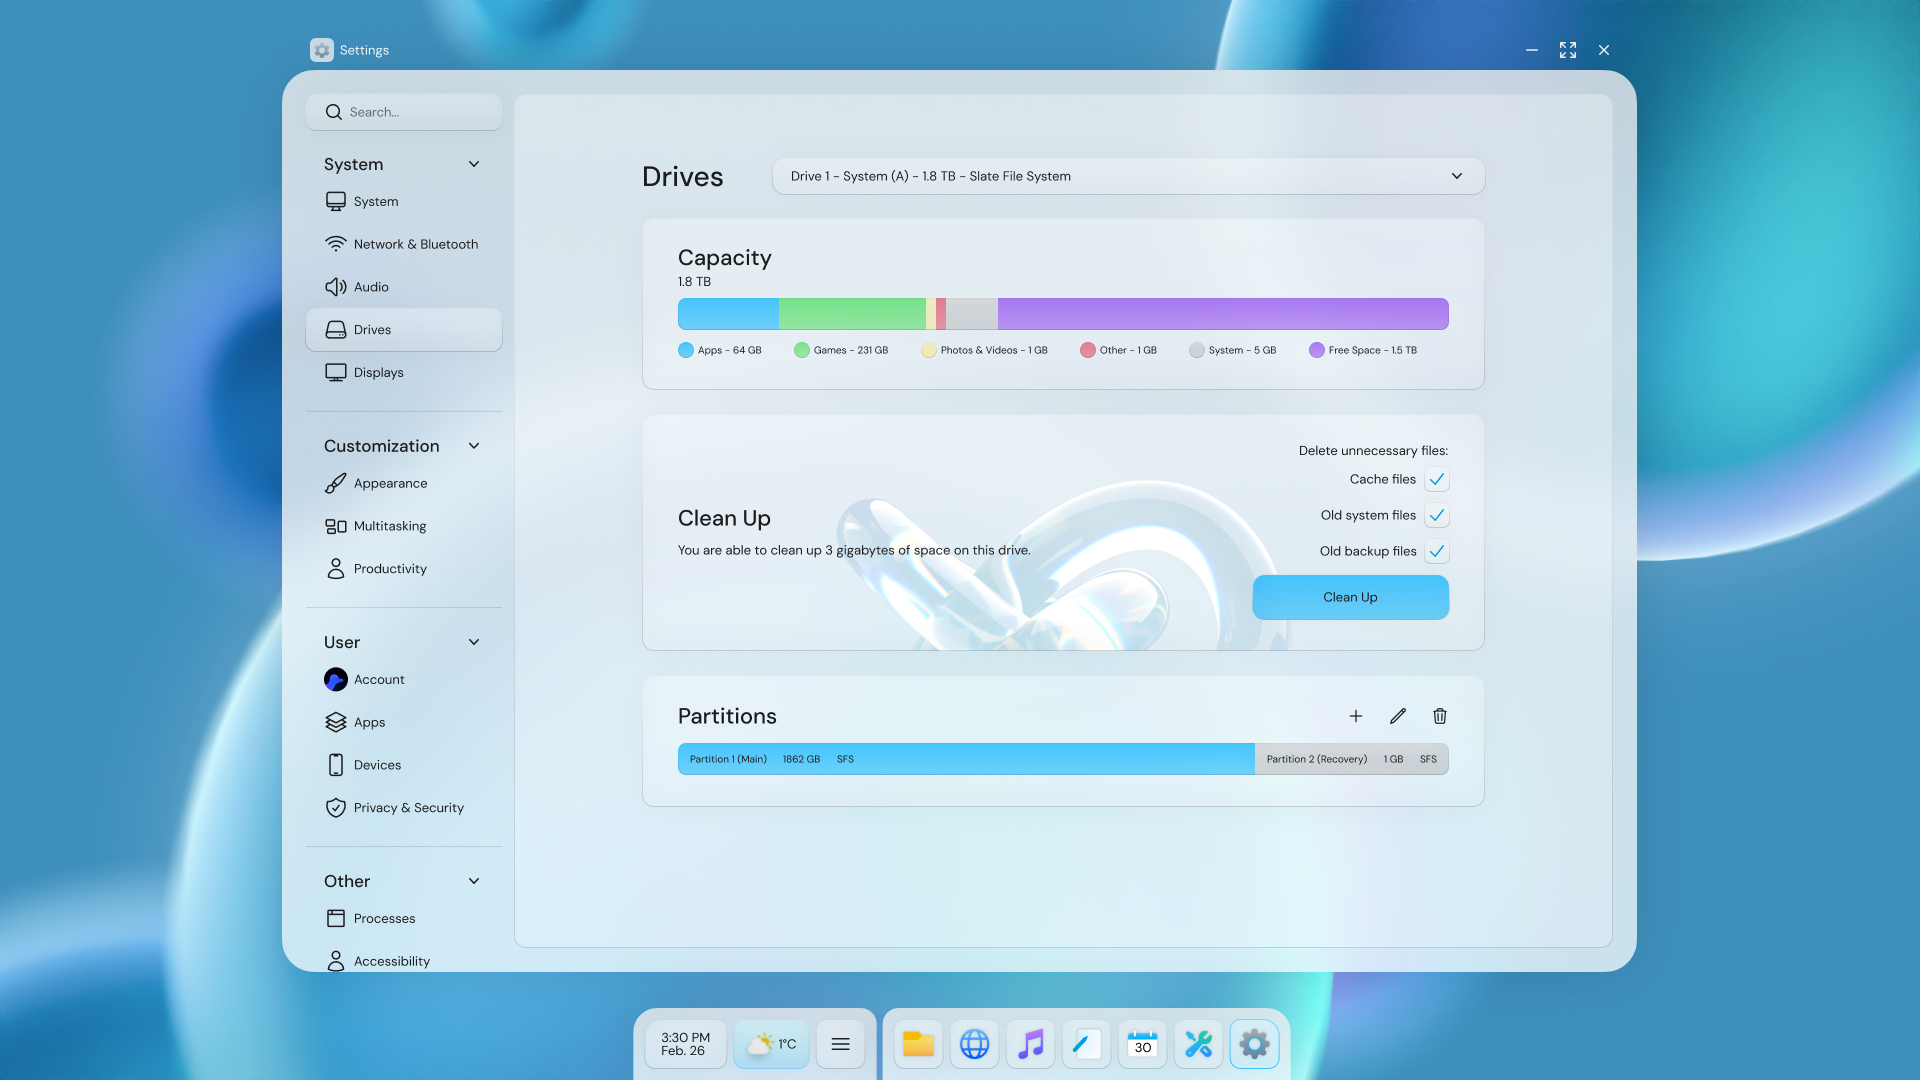 Settings
Search...
System
System
Network & Bluetooth
Audio
Drives
Displays
Customization
Appearance
Multitasking
Productivity
User
Account
Apps
Devices
Privacy & Security
Other
Processes
Accessibility
Drives
Drive 1 - System (A) - 1.8 TB - Slate File System
Capacity
1.8 TB
Apps - 64 GB Games - 231 GB Photos & Videos - 1 GB Other - 1 GB System - 5 GB Free Space - 1.5 TB
Clean Up
You are able to clean up 3 gigabytes of space on this drive.
Delete unnecessary files:
Cache files
Old system files
Old backup files
Clean Up
Partitions
Partition 1 (Main) 1862 GB SFS Partition 2 (Recovery) 1 GB SFS
3:30 PM
Feb. 26
1°C
30